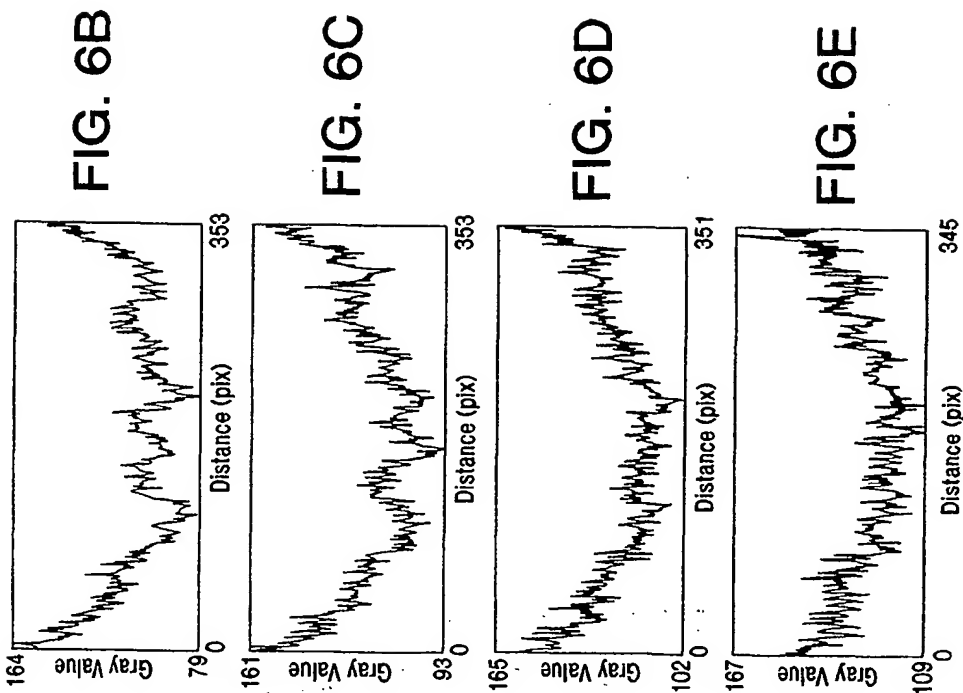 FIG. 6B
164
Gray Value
79
0
Distance (pix)
353
FIG. 6C
161
Gray Value
93
0
Distance (pix)
353
FIG. 6D
165
Gray Value
102
0
Distance (pix)
351
FIG. 6E
167
Gray Value
109
0
Distance (pix)
345